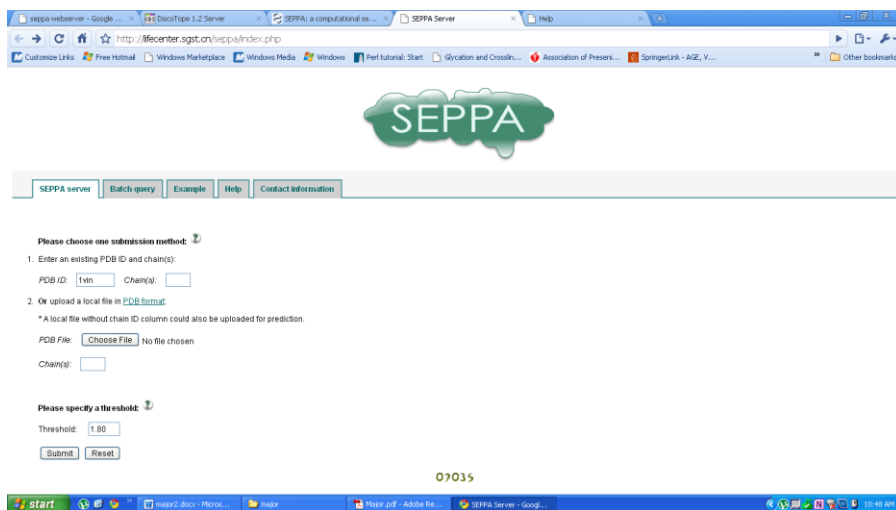 seppa webserver - Google ... DiscoTope 1.2 Server SEPPA: a computational se... SEPPA Server Help
http://lifecenter.sgst.cn/seppa/index.php
Customize Links Free Hotmail Windows Marketplace Windows Media Windows Perl tutorial: Start Glycation and Crosslin... Association of Preseni... SpringerLink - AGE, V... » Other bookmarks
SEPPA
SEPPA server Batch query Example Help Contact information
Please choose one submission method:
1. Enter an existing PDB ID and chain(s):
PDB ID: 1vin Chain(s):
2. Or upload a local file in PDB format:
* A local file without chain ID column could also be uploaded for prediction.
PDB File: Choose File No file chosen
Chain(s):
Please specify a threshold:
Threshold: 1.80
Submit Reset
07035
start » major2.docx - Micros... major Major.pdf - Adobe Re... SEPPA Server - Googl... 10:48 AM